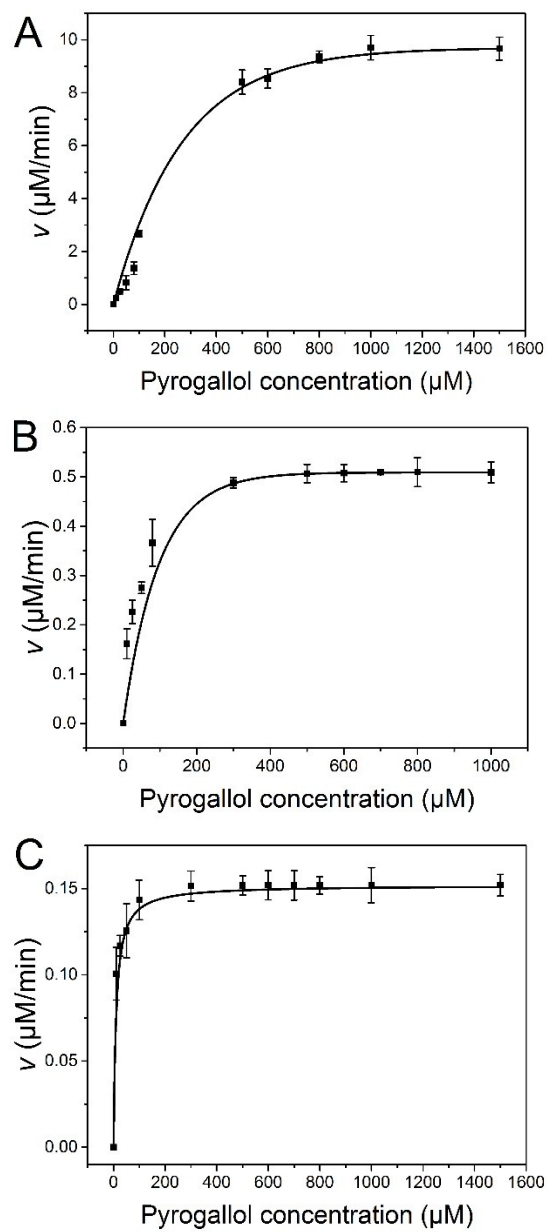 A
10
8
6
4
2
0
v (µM/min)
0 200 400 600 800 1000 1200 1400 1600
Pyrogallol concentration (µM)
B
0.6
0.5
0.4
0.3
0.2
0.1
0.0
v (µM/min)
0 200 400 600 800 1000
Pyrogallol concentration (µM)
C
0.15
0.10
0.05
0.00
v (µM/min)
0 200 400 600 800 1000 1200 1400 1600
Pyrogallol concentration (µM)